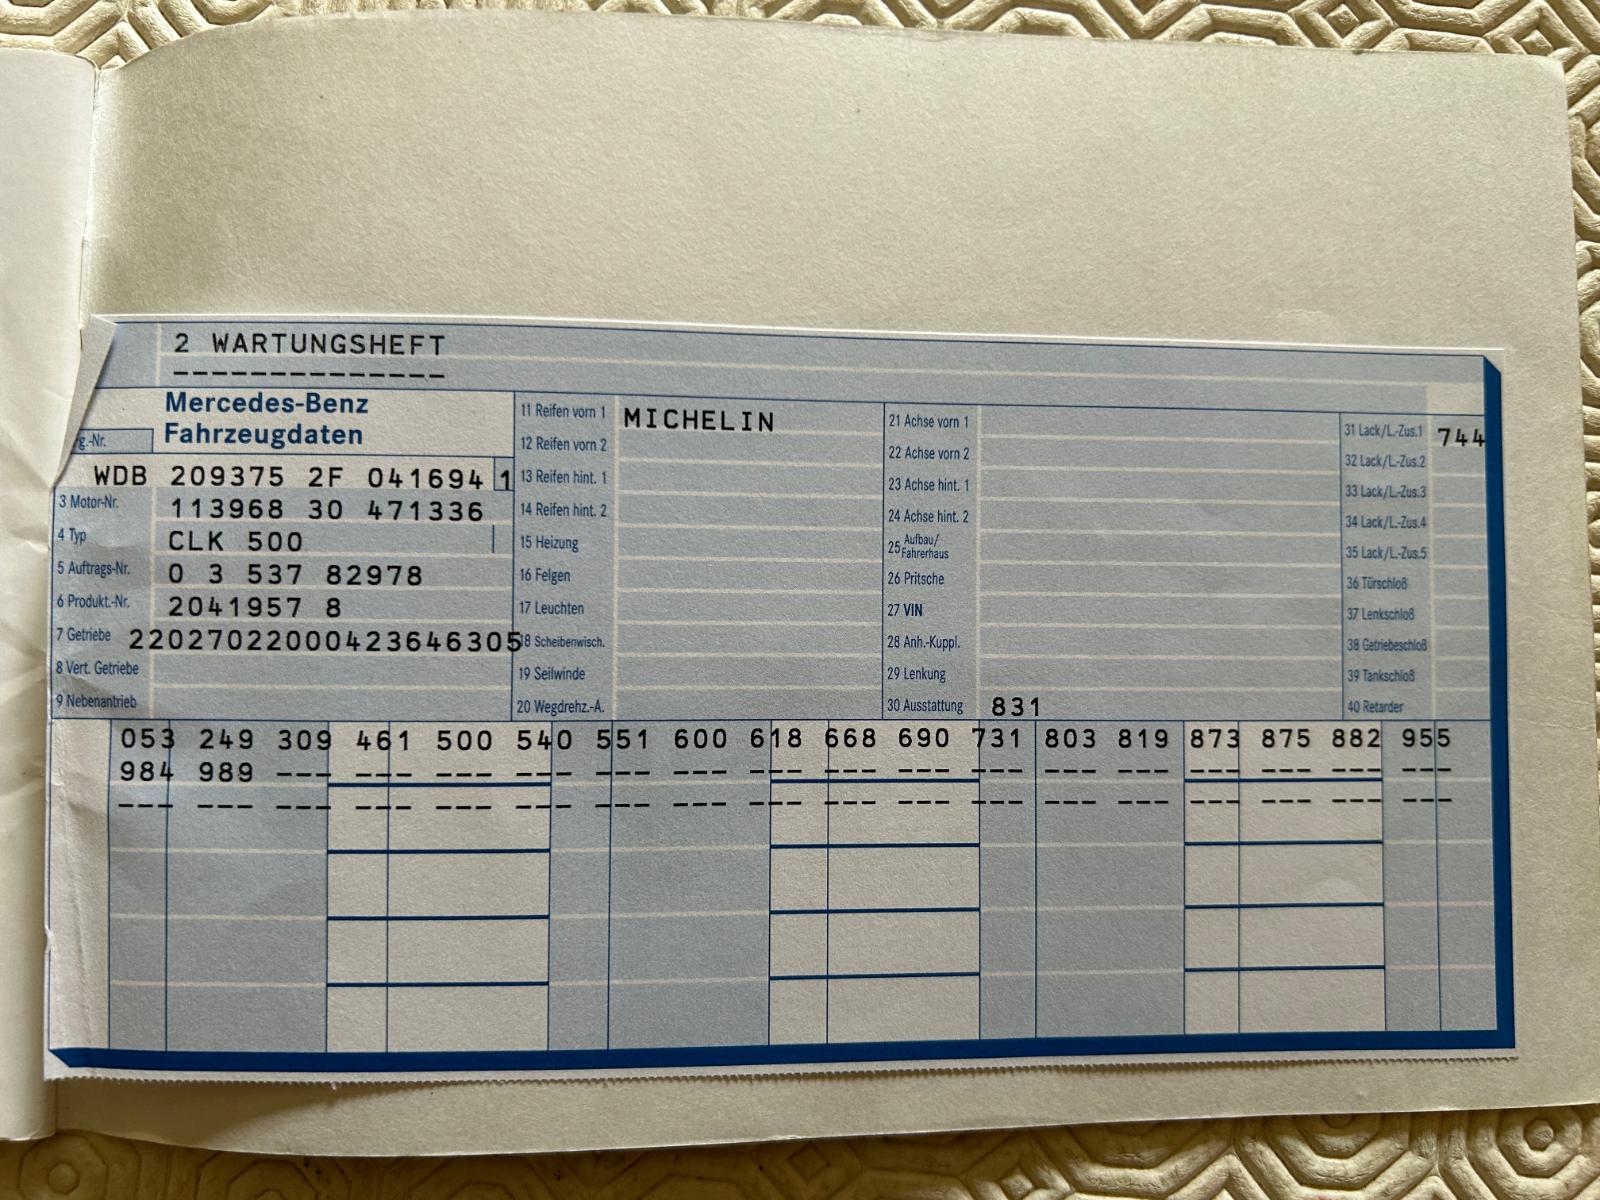 2 WARTUNGSHEFT
--------------
Mercedes-Benz
Fahrzeugdaten
g.-Nr.
WDB 209375 2F 041694 1
3 Motor-Nr. 113968 30 471336
4 Typ CLK 500
5 Auftrags-Nr. 0 3 537 82978
6 Produkt.-Nr. 2041957 8
7 Getriebe 22027022000423646305
8 Vert. Getriebe
9 Nebenantrieb
11 Reifen vorn 1 MICHELIN
12 Reifen vorn 2
13 Reifen hint. 1
14 Reifen hint. 2
15 Heizung
16 Felgen
17 Leuchten
18 Scheibenwisch.
19 Seilwinde
20 Wegdrehz.-A.
21 Achse vorn 1
22 Achse vorn 2
23 Achse hint. 1
24 Achse hint. 2
25 Aufbau/
Fahrerhaus
26 Pritsche
27 VIN
28 Anh.-Kuppl.
29 Lenkung
30 Ausstattung 831
31 Lack/L.-Zus.1 744
32 Lack/L.-Zus.2
33 Lack/L.-Zus.3
34 Lack/L.-Zus.4
35 Lack/L.-Zus.5
36 Türschloß
37 Lenkschloß
38 Getriebeschloß
39 Tankschloß
40 Retarder
053 249 309 461 500 540 551 600 618 668 690 731 803 819 873 875 882 955
984 989 --- --- --- --- --- --- --- --- --- --- --- --- --- --- --- ---
--- --- --- --- --- --- --- --- --- --- --- --- --- --- --- --- --- ---